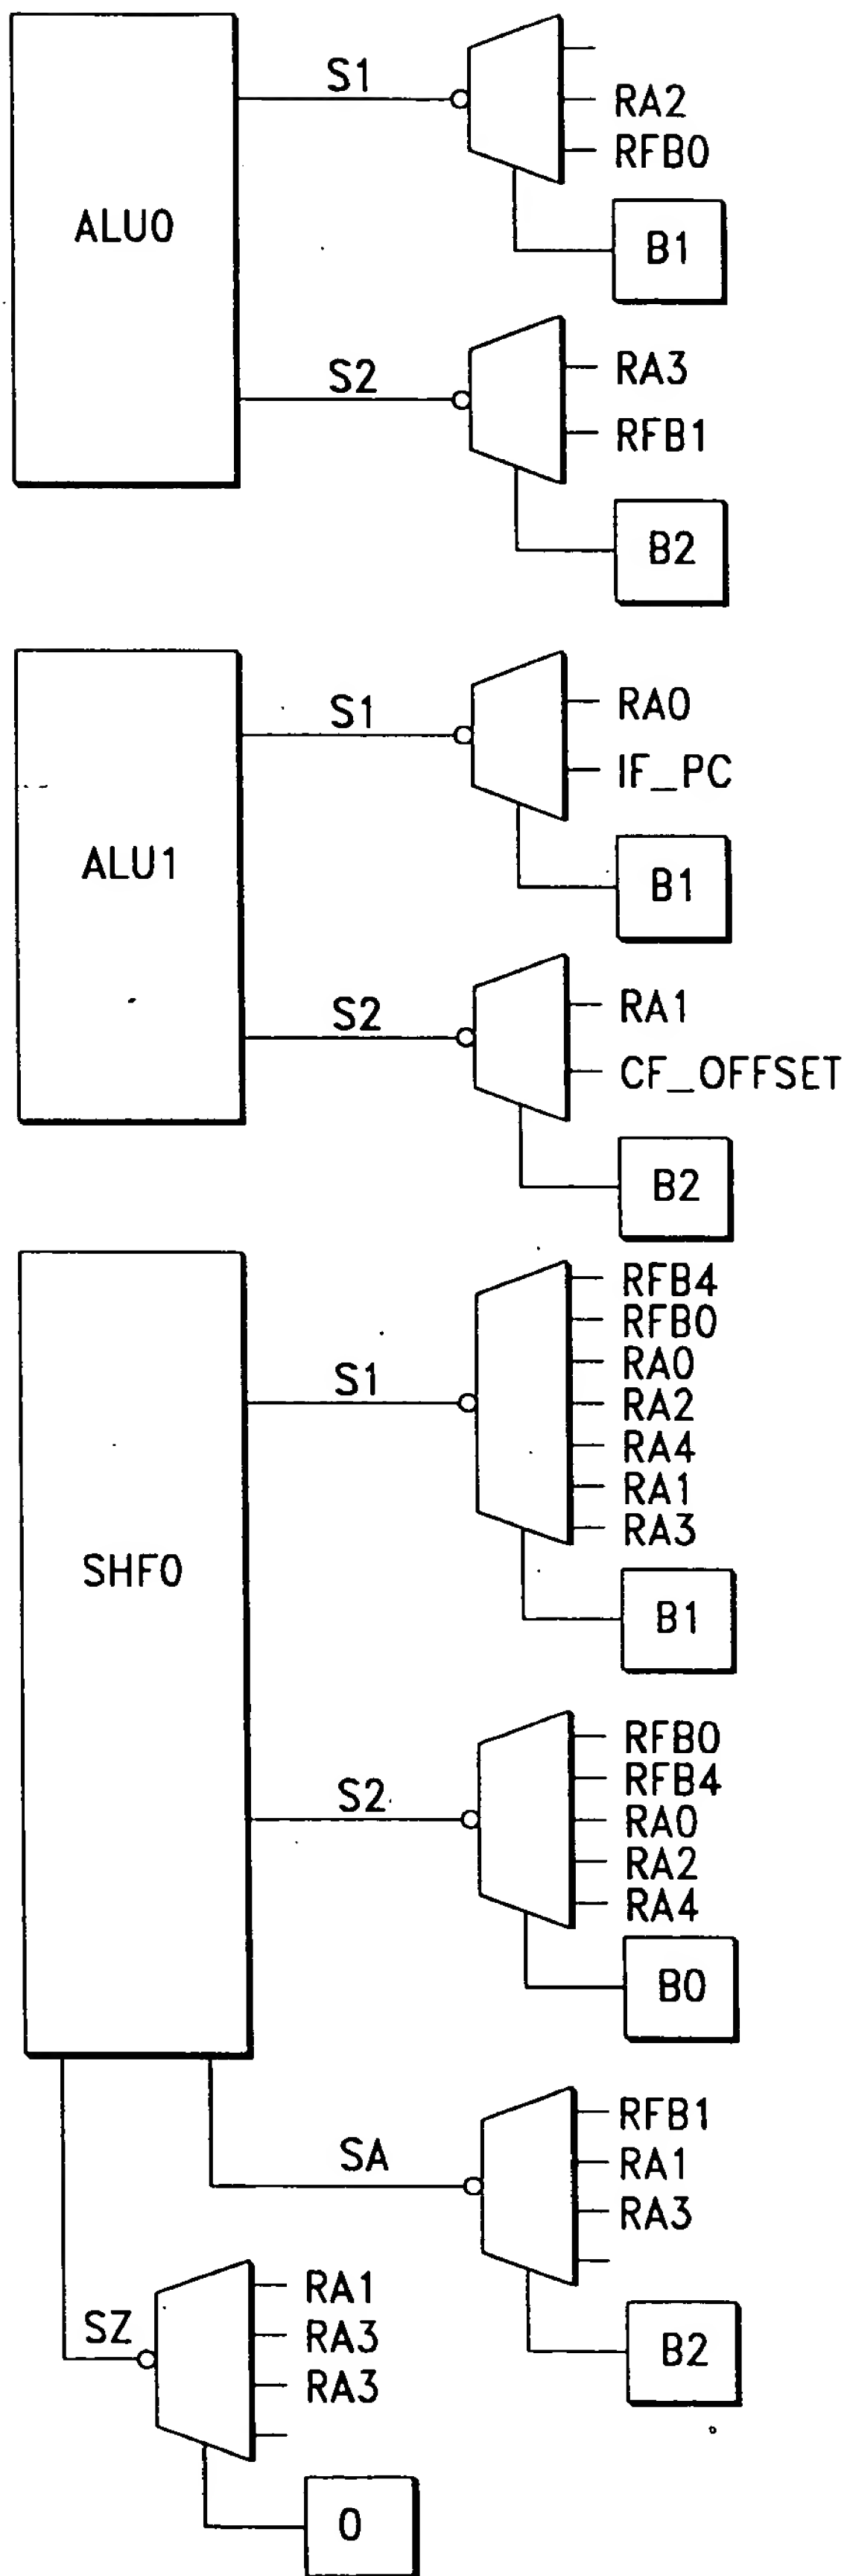 S1
RA2
RFB0
ALU0
B1
S2
RA3
RFB1
B2
S1
RA0
IF_PC
ALU1
B1
S2
RA1
CF_OFFSET
B2
RFB4
RFB0
RA0
S1
RA2
RA4
RA1
RA3
SHF0
B1
RFB0
RFB4
S2
RA0
RA2
RA4
B0
RFB1
SA
RA1
RA3
RA1
SZ
RA3
B2
RA3
0